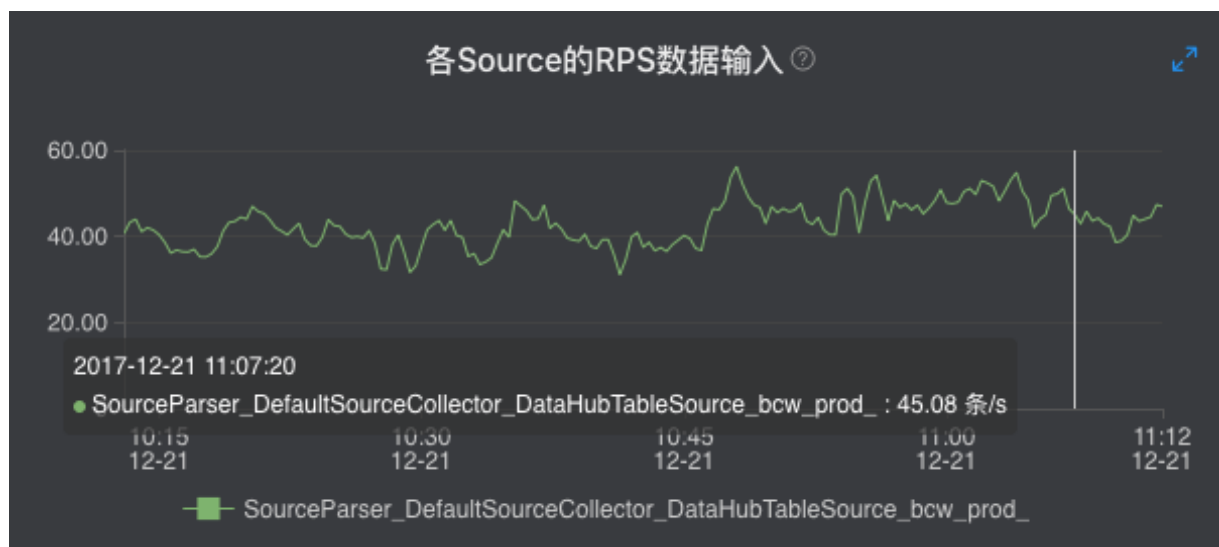 各Source的RPS数据输入?
60.00
40.00
20.00
2017-12-21 11:07:20
SourceParser_DefaultSourceCollector_DataHubTableSource_bcw_prod_ : 45.08 条/s
10:15 10:30 10:45 11:00 11:12
12-21 12-21 12-21 12-21 12-21
SourceParser_DefaultSourceCollector_DataHubTableSource_bcw_prod_